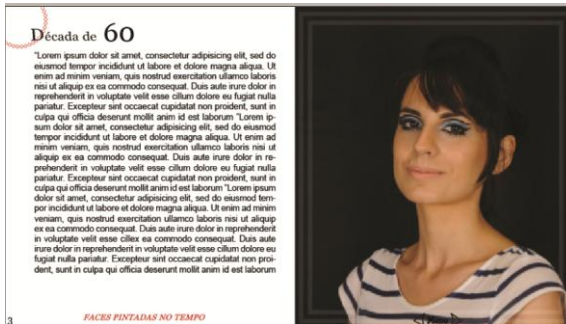 Década de 60
"Lorem ipsum dolor sit amet, consectetur adipisicing elit, sed do
eiusmod tempor incididunt ut labore et dolore magna aliqua. Ut
enim ad minim veniam, quis nostrud exercitation ullamco laboris
nisi ut aliquip ex ea commodo consequat. Duis aute irure dolor in
reprehenderit in voluptate velit esse cillum dolore eu fugiat nulla
pariatur. Excepteur sint occaecat cupidatat non proident, sunt in
culpa qui officia deserunt mollit anim id est laborum "Lorem ip-
sum dolor sit amet, consectetur adipisicing elit, sed do eiusmod
tempor incididunt ut labore et dolore magna aliqua. Ut enim ad
minim veniam, quis nostrud exercitation ullamco laboris nisi ut
aliquip ex ea commodo consequat. Duis aute irure dolor in re-
prehenderit in voluptate velit esse cillum dolore eu fugiat nulla
pariatur. Excepteur sint occaecat cupidatat non proident, sunt in
culpa qui officia deserunt mollit anim id est laborum "Lorem ipsum
dolor sit amet, consectetur adipisicing elit, sed do eiusmod tem-
por incididunt ut labore et dolore magna aliqua. Ut enim ad minim
veniam, quis nostrud exercitation ullamco laboris nisi ut aliquip
ex ea commodo consequat. Duis aute irure dolor in reprehenderit
in voluptate velit esse cillex ea commodo consequat. Duis aute
irure dolor in reprehenderit in voluptate velit esse cillum dolore eu
fugiat nulla pariatur. Excepteur sint occaecat cupidatat non proi-
dent, sunt in culpa qui officia deserunt mollit anim id est laborum
3
FACES PINTADAS NO TEMPO